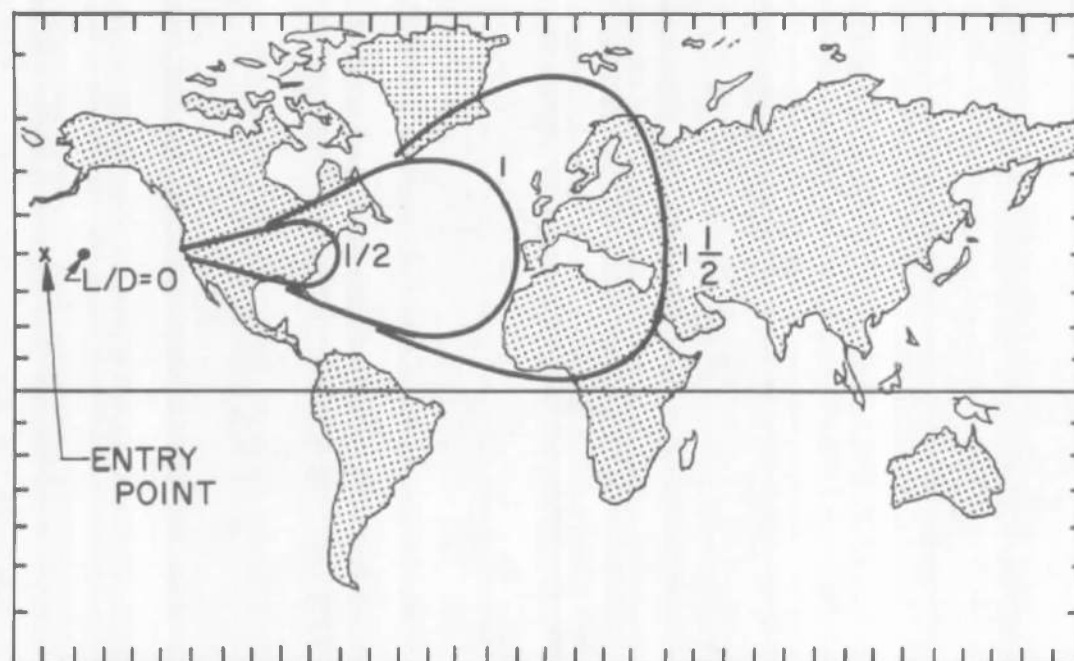 1
1/2
1 1/2
L/D=0
ENTRY
POINT